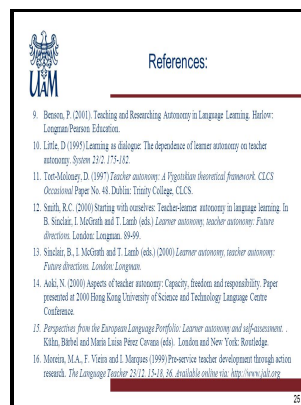 UAM
References:
9. Benson, P. (2001). Teaching and Researching Autonomy in Language Learning. Harlow:
Longman/Pearson Education.
10. Little, D (1995) Learning as dialogue: The dependence of learner autonomy on teacher
autonomy. System 23/2. 175-182.
11. Tort-Moloney, D. (1997) Teacher autonomy: A Vygotskian theoretical framework. CLCS
Occasional Paper No. 48. Dublin: Trinity College, CLCS.
12. Smith, R.C. (2000) Starting with ourselves: Teacher-learner autonomy in language learning. In
B. Sinclair, I. McGrath and T. Lamb (eds.) Learner autonomy, teacher autonomy: Future
directions. London: Longman. 89-99.
13. Sinclair, B., I. McGrath and T. Lamb (eds.) (2000) Learner autonomy, teacher autonomy:
Future directions. London: Longman.
14. Aoki, N. (2000) Aspects of teacher autonomy: Capacity, freedom and responsibility. Paper
presented at 2000 Hong Kong University of Science and Technology Language Centre
Conference.
15. Perspectives from the European Language Portfolio: Learner autonomy and self-assessment. .
Kühn, Bärbel and Maria Luisa Pérez Cavana (eds). London and New York: Routledge.
16. Moreira, M.A., F. Vieira and I. Marques (1999) Pre-service teacher development through action
research. The Language Teacher 23/12. 15-18, 36. Available online via: http://www.jalt.org
25